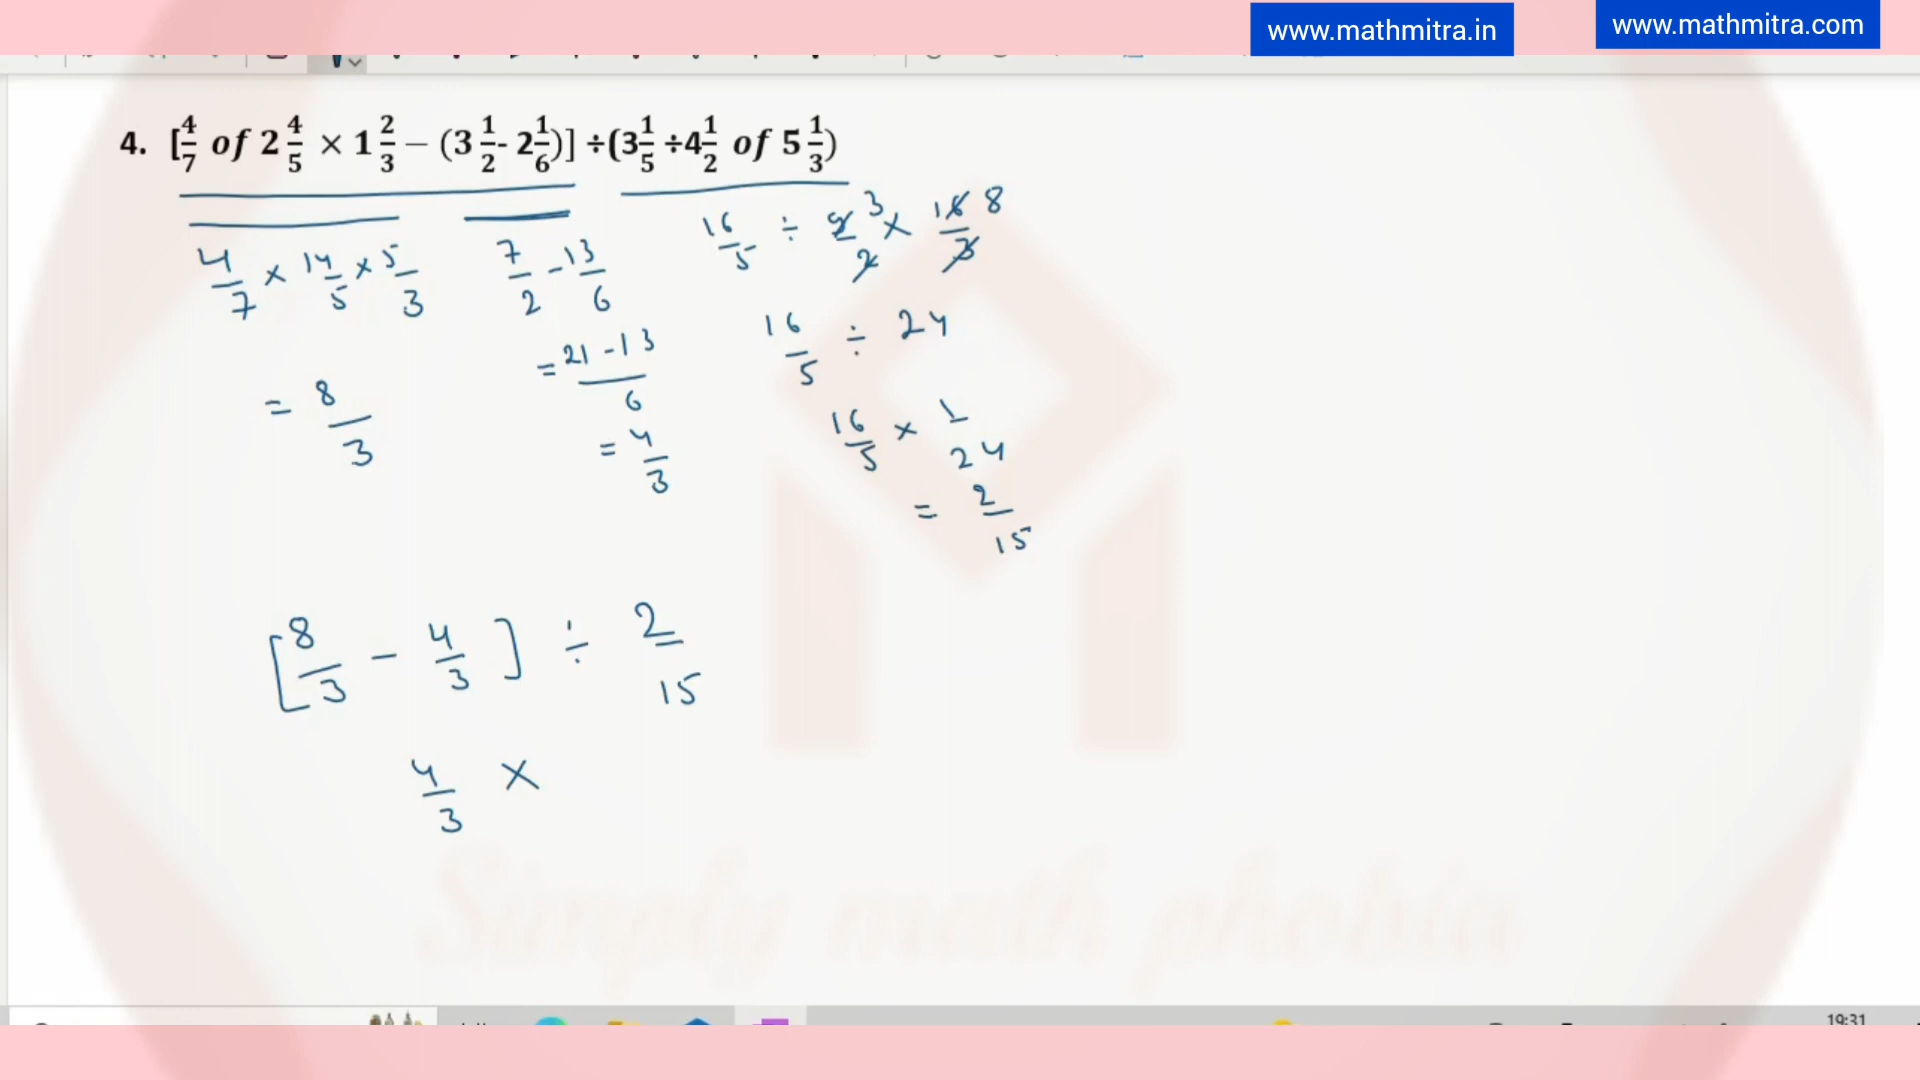 www.mathmitra.in
www.mathmitra.com
4. [4/7 of 2 4/5 × 1 2/3 − (3 1/2 - 2 1/6)] ÷ (3 1/5 ÷ 4 1/2 of 5 1/3)
4/7 × 14/5 × 5/3
= 8/3
7/2 - 13/6
= 21 - 13 / 6
= 4/3
16/5 ÷ 9/2 3 × 16/3 8
16/5 ÷ 24
16/5 × 1/24
= 2/15
[8/3 - 4/3] ÷ 2/15
4/3 ×
Simply math phobia
19:31